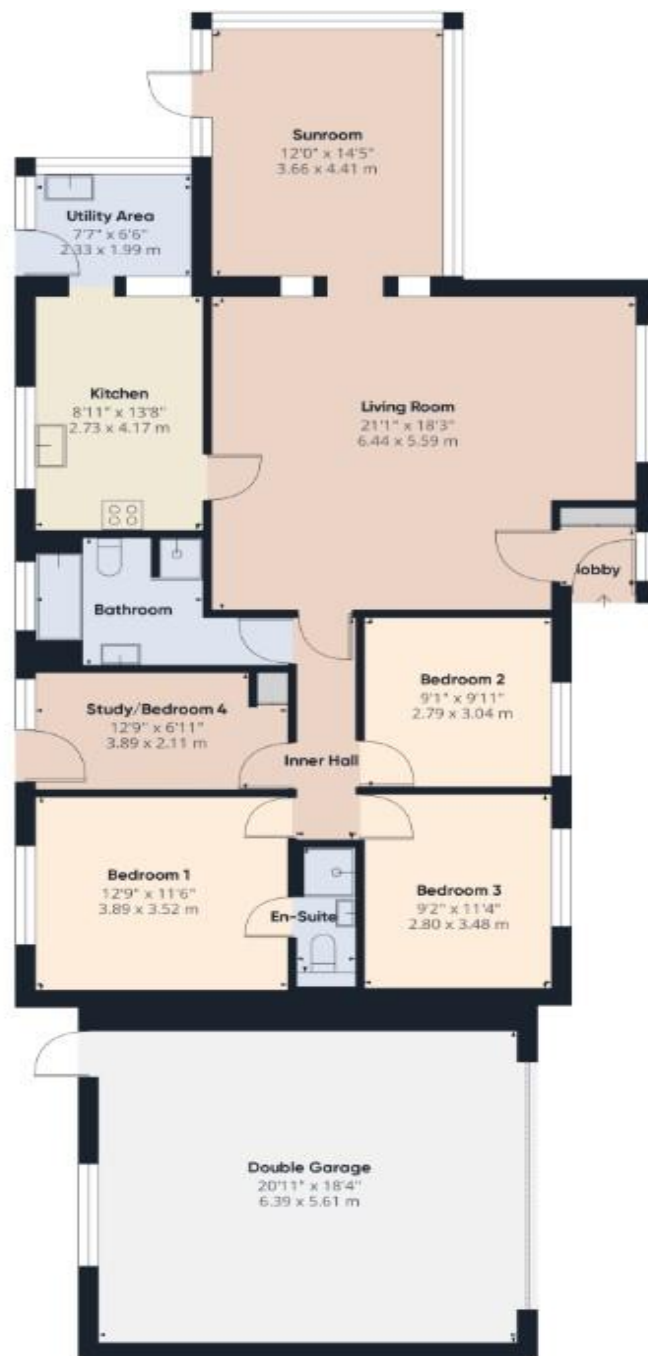 Sunroom
12'0" x 14'5"
3.66 x 4.41 m
Utility Area
7'7" x 6'6"
2.33 x 1.99 m
Kitchen
8'11" x 13'8"
2.73 x 4.17 m
Living Room
21'1" x 18'3"
6.44 x 5.59 m
lobby
Bathroom
Bedroom 2
9'1" x 9'11"
2.79 x 3.04 m
Study/Bedroom 4
12'9" x 6'11"
3.89 x 2.11 m
Inner Hall
Bedroom 1
12'9" x 11'6"
3.89 x 3.52 m
En-Suite
Bedroom 3
9'2" x 11'4"
2.80 x 3.48 m
Double Garage
20'11" x 18'4"
6.39 x 5.61 m